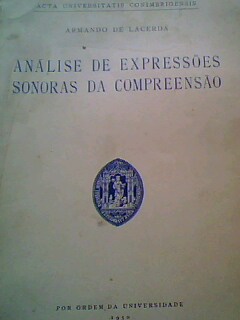 ACTA UNIVERSITATIS CONIMBRIGENSIS
ARMANDO DE LACERDA
ANÁLISE DE EXPRESSÕES
SONORAS DA COMPREENSÃO
POR ORDEM DA UNIVERSIDADE